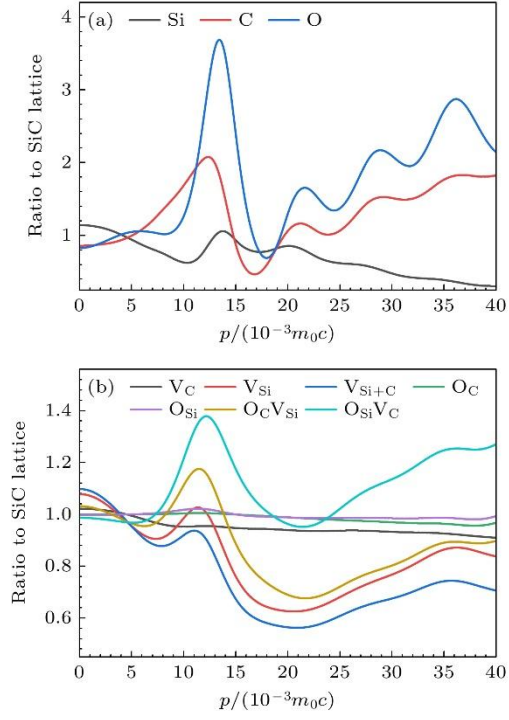 (a) Si C O
4
3
2
1
Ratio to SiC lattice
0 5 10 15 20 25 30 35 40
p/(10⁻³m₀c)
(b) V_C V_Si V_Si+C O_C
O_Si O_CV_Si O_SiV_C
1.4
1.2
1.0
0.8
0.6
Ratio to SiC lattice
0 5 10 15 20 25 30 35 40
p/(10⁻³m₀c)